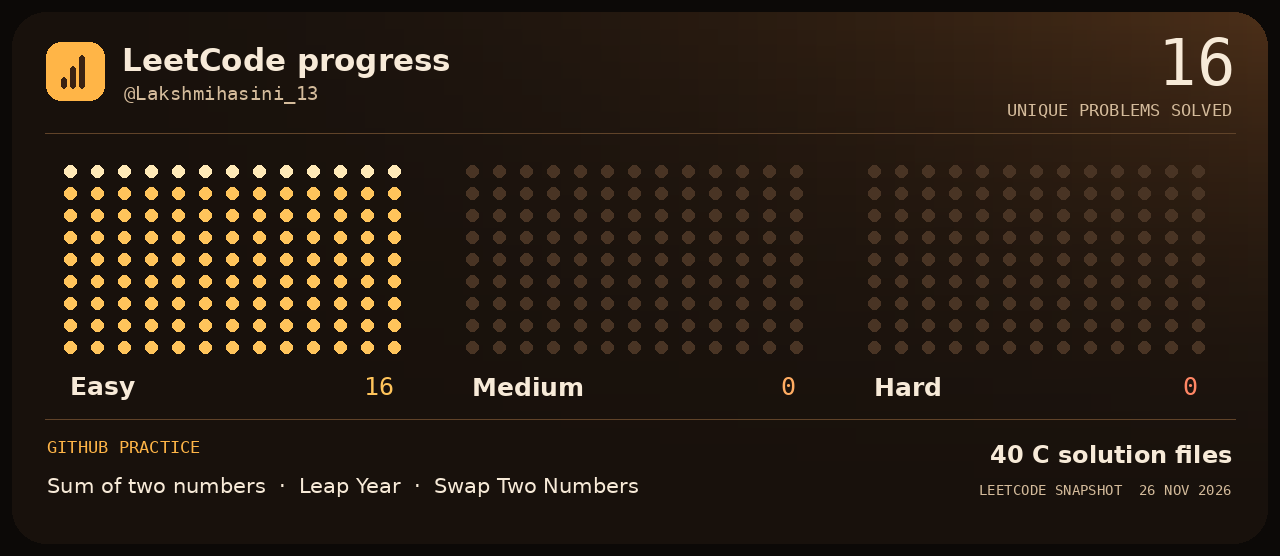 LeetCode progress
@Lakshmihasini_13
16
UNIQUE PROBLEMS SOLVED
Easy 16
Medium 0
Hard 0
GITHUB PRACTICE
Sum of two numbers · Leap Year · Swap Two Numbers
40 C solution files
LEETCODE SNAPSHOT 26 NOV 2026